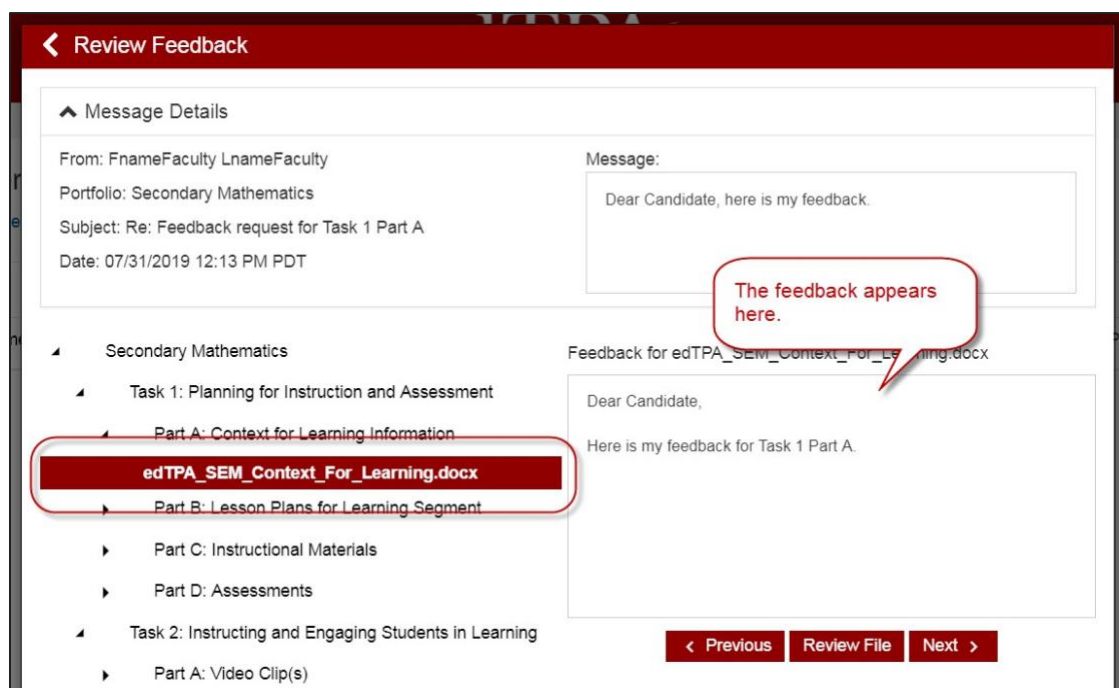 Review Feedback
Message Details
From: FnameFaculty LnameFaculty
Portfolio: Secondary Mathematics
Subject: Re: Feedback request for Task 1 Part A
Date: 07/31/2019 12:13 PM PDT
Message:
Dear Candidate, here is my feedback.
The feedback appears
here.
Secondary Mathematics
Task 1: Planning for Instruction and Assessment
Part A: Context for Learning Information
edTPA_SEM_Context_For_Learning.docx
Part B: Lesson Plans for Learning Segment
Part C: Instructional Materials
Part D: Assessments
Task 2: Instructing and Engaging Students in Learning
Part A: Video Clip(s)
Feedback for edTPA_SEM_Context_For_Learning.docx
Dear Candidate,
Here is my feedback for Task 1 Part A.
Previous
Review File
Next